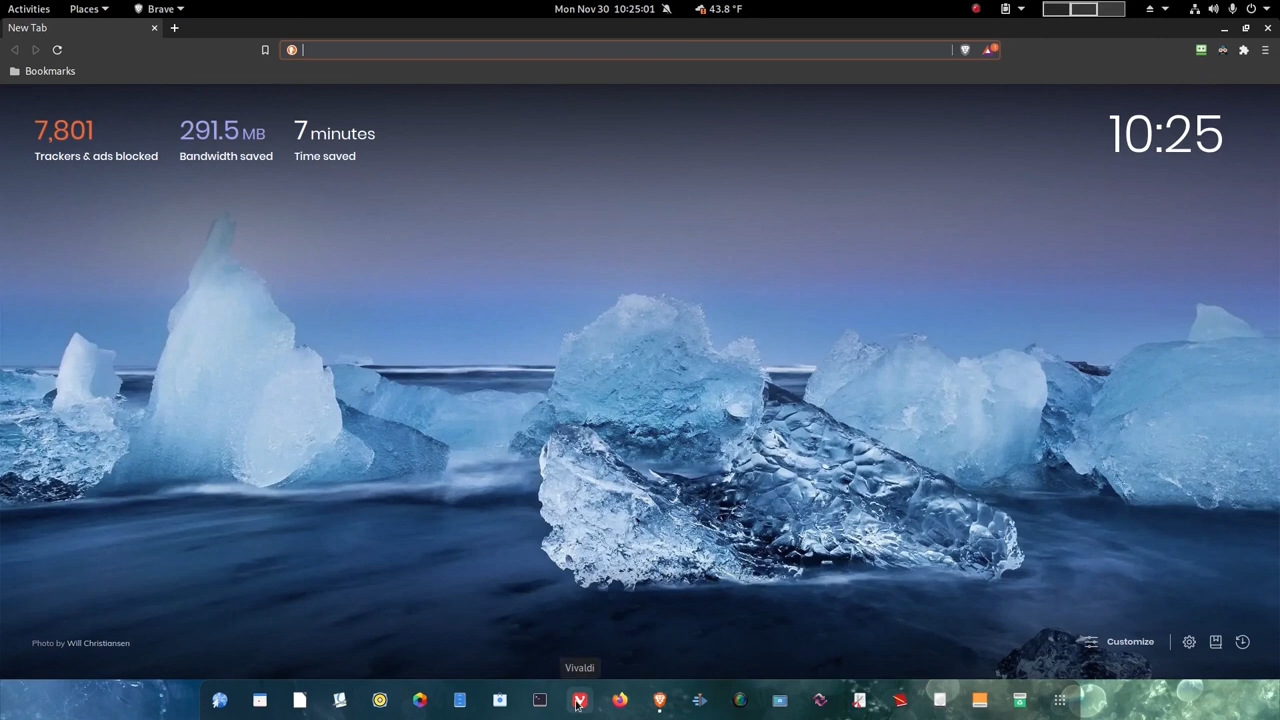 Activities Places Brave Mon Nov 30 10:25:01 43.8 °F
New Tab
Bookmarks
7,801 291.5 MB 7 minutes
Trackers & ads blocked Bandwidth saved Time saved
10:25
Photo by Will Christiansen
Customize
Vivaldi